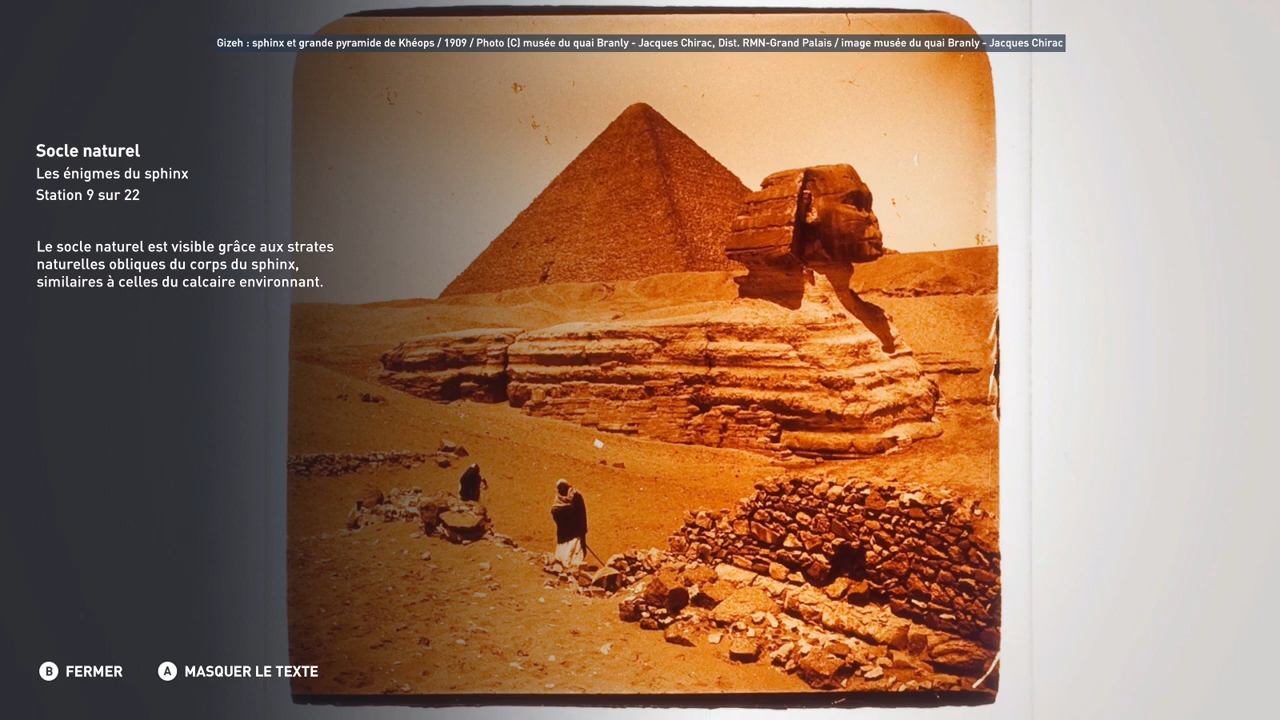 Gizeh : sphinx et grande pyramide de Khéops / 1909 / Photo (C) musée du quai Branly - Jacques Chirac, Dist. RMN-Grand Palais / image musée du quai Branly - Jacques Chirac
Socle naturel
Les énigmes du sphinx
Station 9 sur 22
Le socle naturel est visible grâce aux strates
naturelles obliques du corps du sphinx,
similaires à celles du calcaire environnant.
B FERMER A MASQUER LE TEXTE